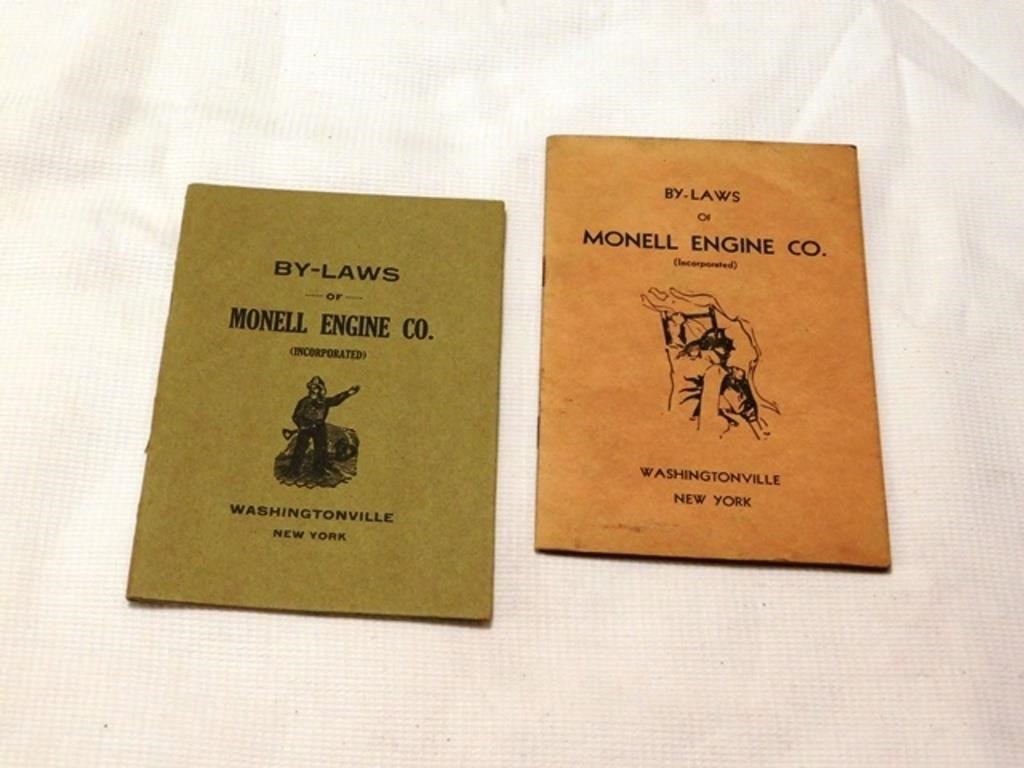 BY-LAWS
OF
MONELL ENGINE CO.
(INCORPORATED)
WASHINGTONVILLE
NEW YORK
BY-LAWS
OF
MONELL ENGINE CO.
(Incorporated)
WASHINGTONVILLE
NEW YORK